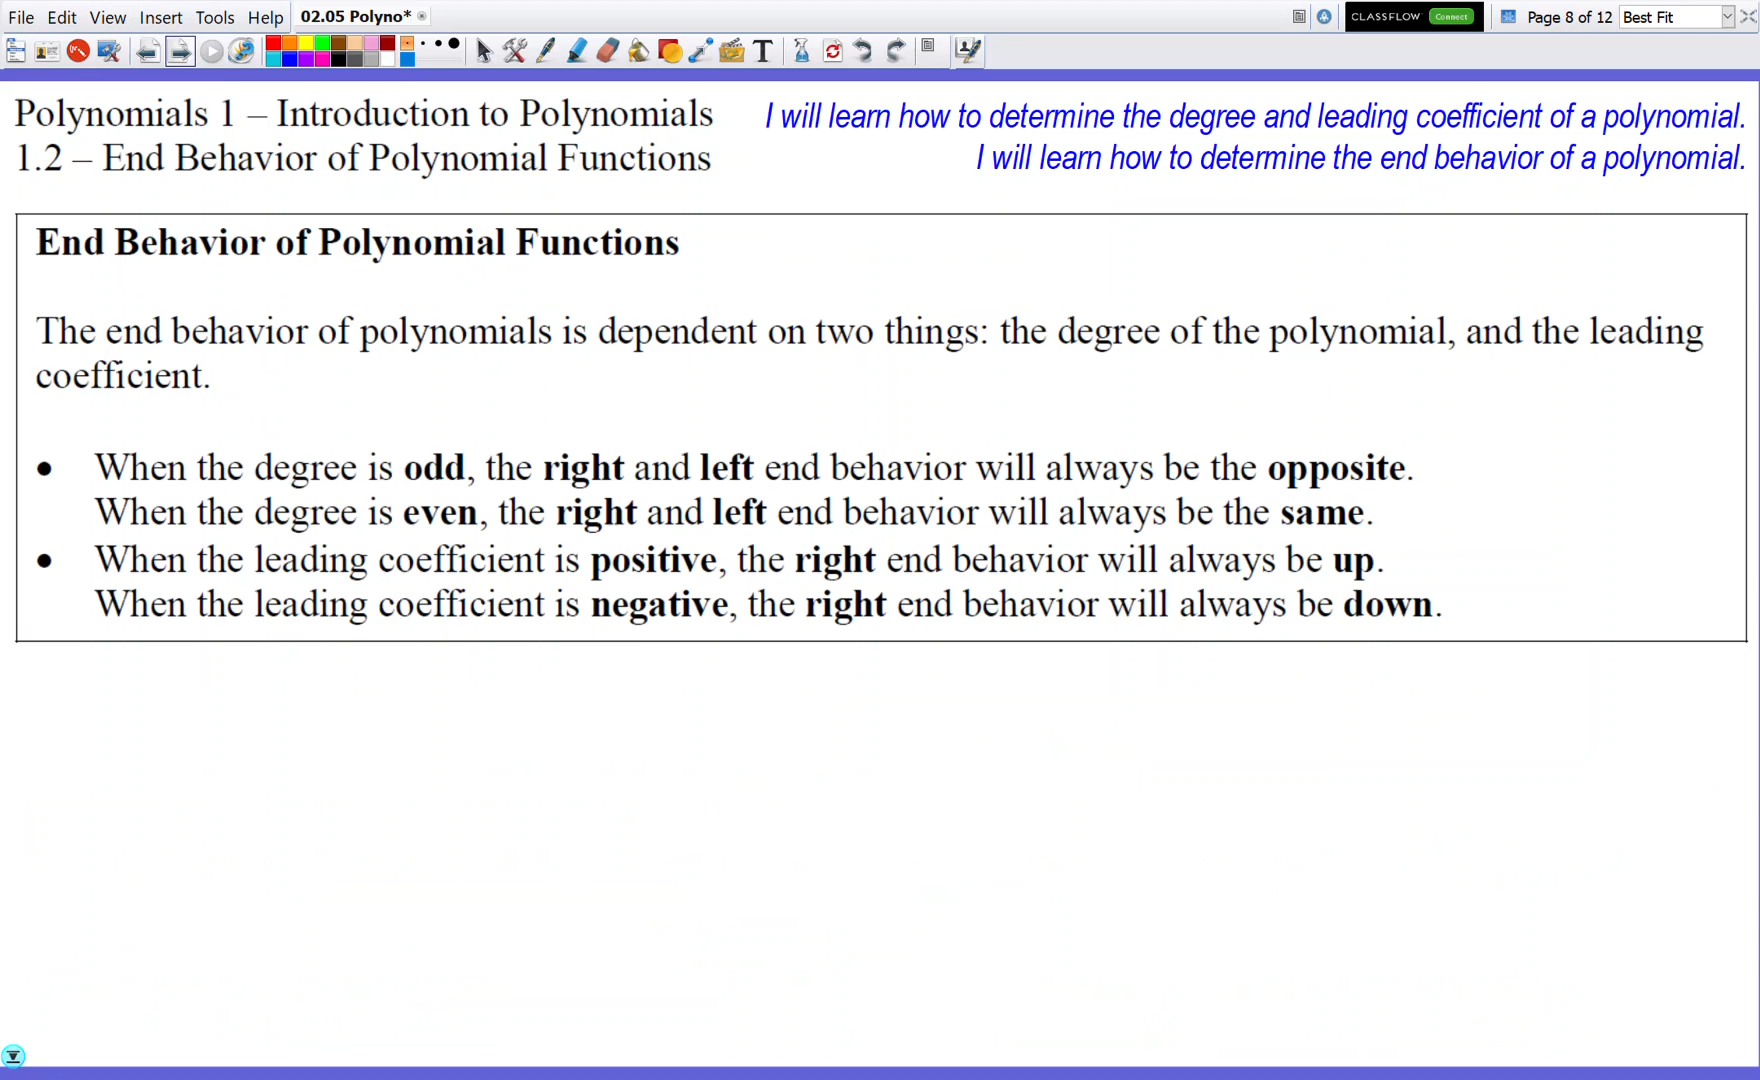 File Edit View Insert Tools Help 02.05 Polyno* CLASSFLOW Connect Page 8 of 12 Best Fit
T
Polynomials 1 – Introduction to Polynomials
1.2 – End Behavior of Polynomial Functions
I will learn how to determine the degree and leading coefficient of a polynomial.
I will learn how to determine the end behavior of a polynomial.
End Behavior of Polynomial Functions
The end behavior of polynomials is dependent on two things: the degree of the polynomial, and the leading
coefficient.
• When the degree is odd, the right and left end behavior will always be the opposite.
When the degree is even, the right and left end behavior will always be the same.
• When the leading coefficient is positive, the right end behavior will always be up.
When the leading coefficient is negative, the right end behavior will always be down.